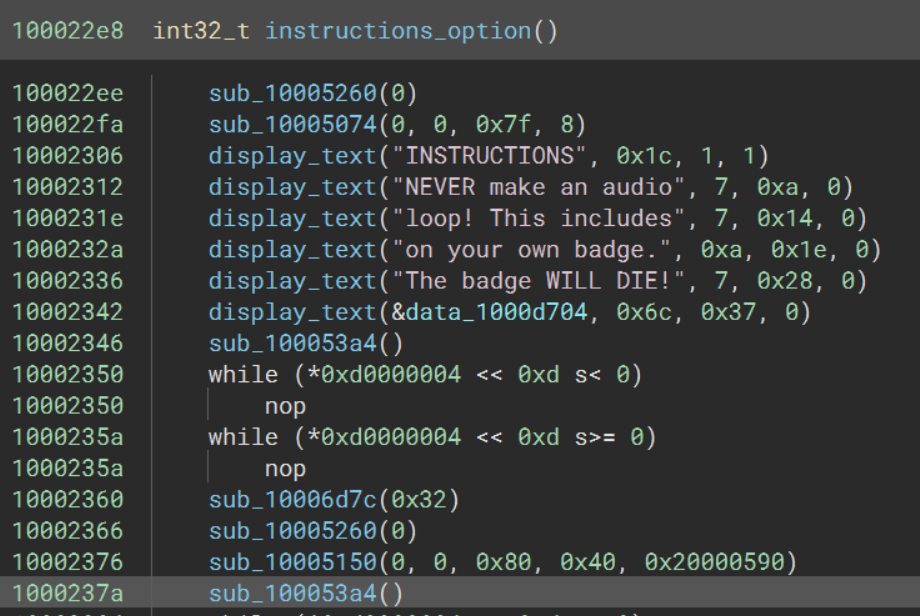 100022e8 int32_t instructions_option()
100022ee sub_10005260(0)
100022fa sub_10005074(0, 0, 0x7f, 8)
10002306 display_text("INSTRUCTIONS", 0x1c, 1, 1)
10002312 display_text("NEVER make an audio", 7, 0xa, 0)
1000231e display_text("loop! This includes", 7, 0x14, 0)
1000232a display_text("on your own badge.", 0xa, 0x1e, 0)
10002336 display_text("The badge WILL DIE!", 7, 0x28, 0)
10002342 display_text(&data_1000d704, 0x6c, 0x37, 0)
10002346 sub_100053a4()
10002350 while (*0xd0000004 << 0xd s< 0)
10002350 nop
1000235a while (*0xd0000004 << 0xd s>= 0)
1000235a nop
10002360 sub_10006d7c(0x32)
10002366 sub_10005260(0)
10002376 sub_10005150(0, 0, 0x80, 0x40, 0x20000590)
1000237a sub_100053a4()